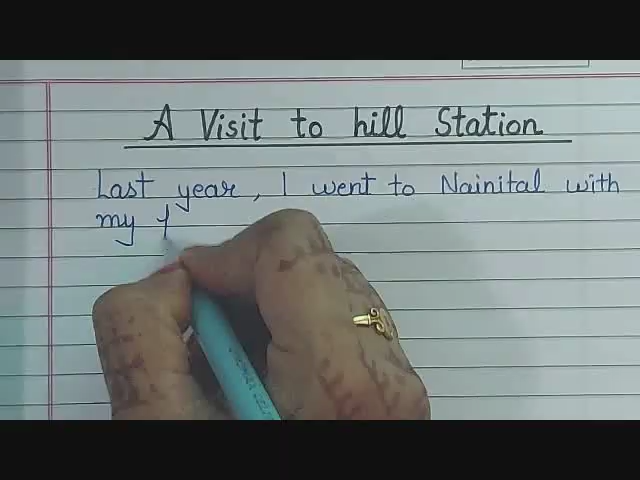 A Visit to hill Station
Last year, I went to Nainital with
my